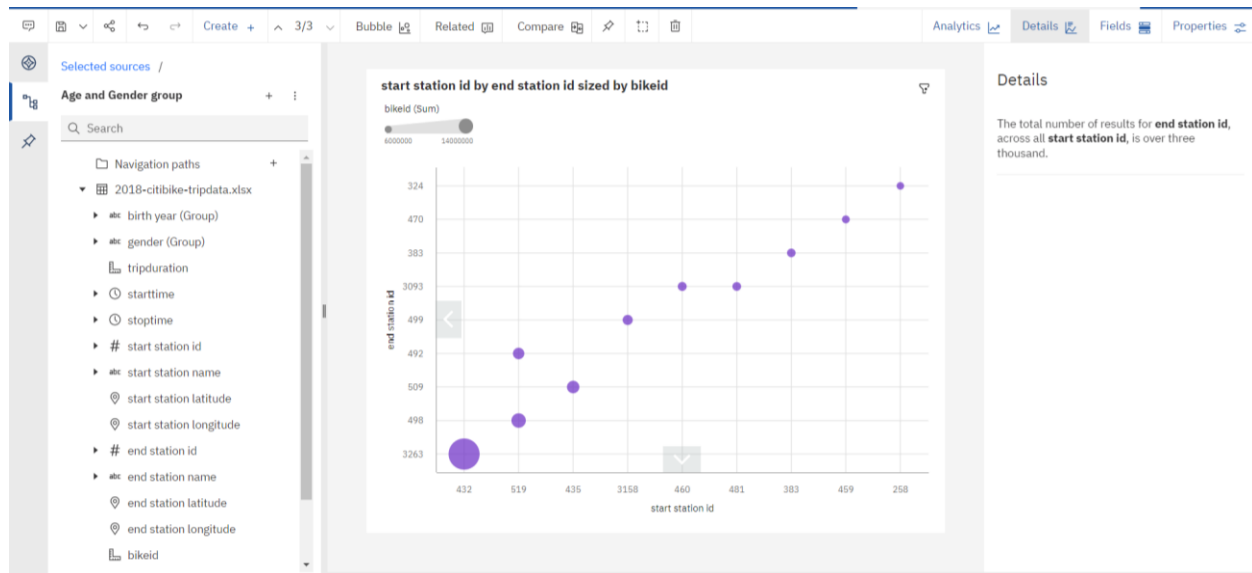 Create +
3/3
Bubble
Related
Compare
Analytics
Details
Fields
Properties
Selected sources /
Age and Gender group
Search
Navigation paths
2018-citibike-tripdata.xlsx
abc birth year (Group)
abc gender (Group)
tripduration
starttime
stoptime
# start station id
abc start station name
start station latitude
start station longitude
# end station id
abc end station name
end station latitude
end station longitude
bikeid
start station id by end station id sized by bikeid
bikeid (Sum)
6000000 14000000
end station id
324
470
383
3093
499
492
509
498
3263
432 519 435 3158 460 481 383 459 258
start station id
Details
The total number of results for end station id,
across all start station id, is over three
thousand.